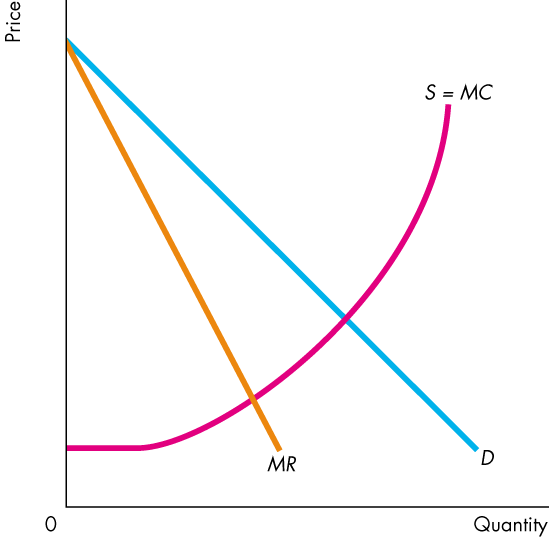 Price
S = MC
MR
D
0
Quantity